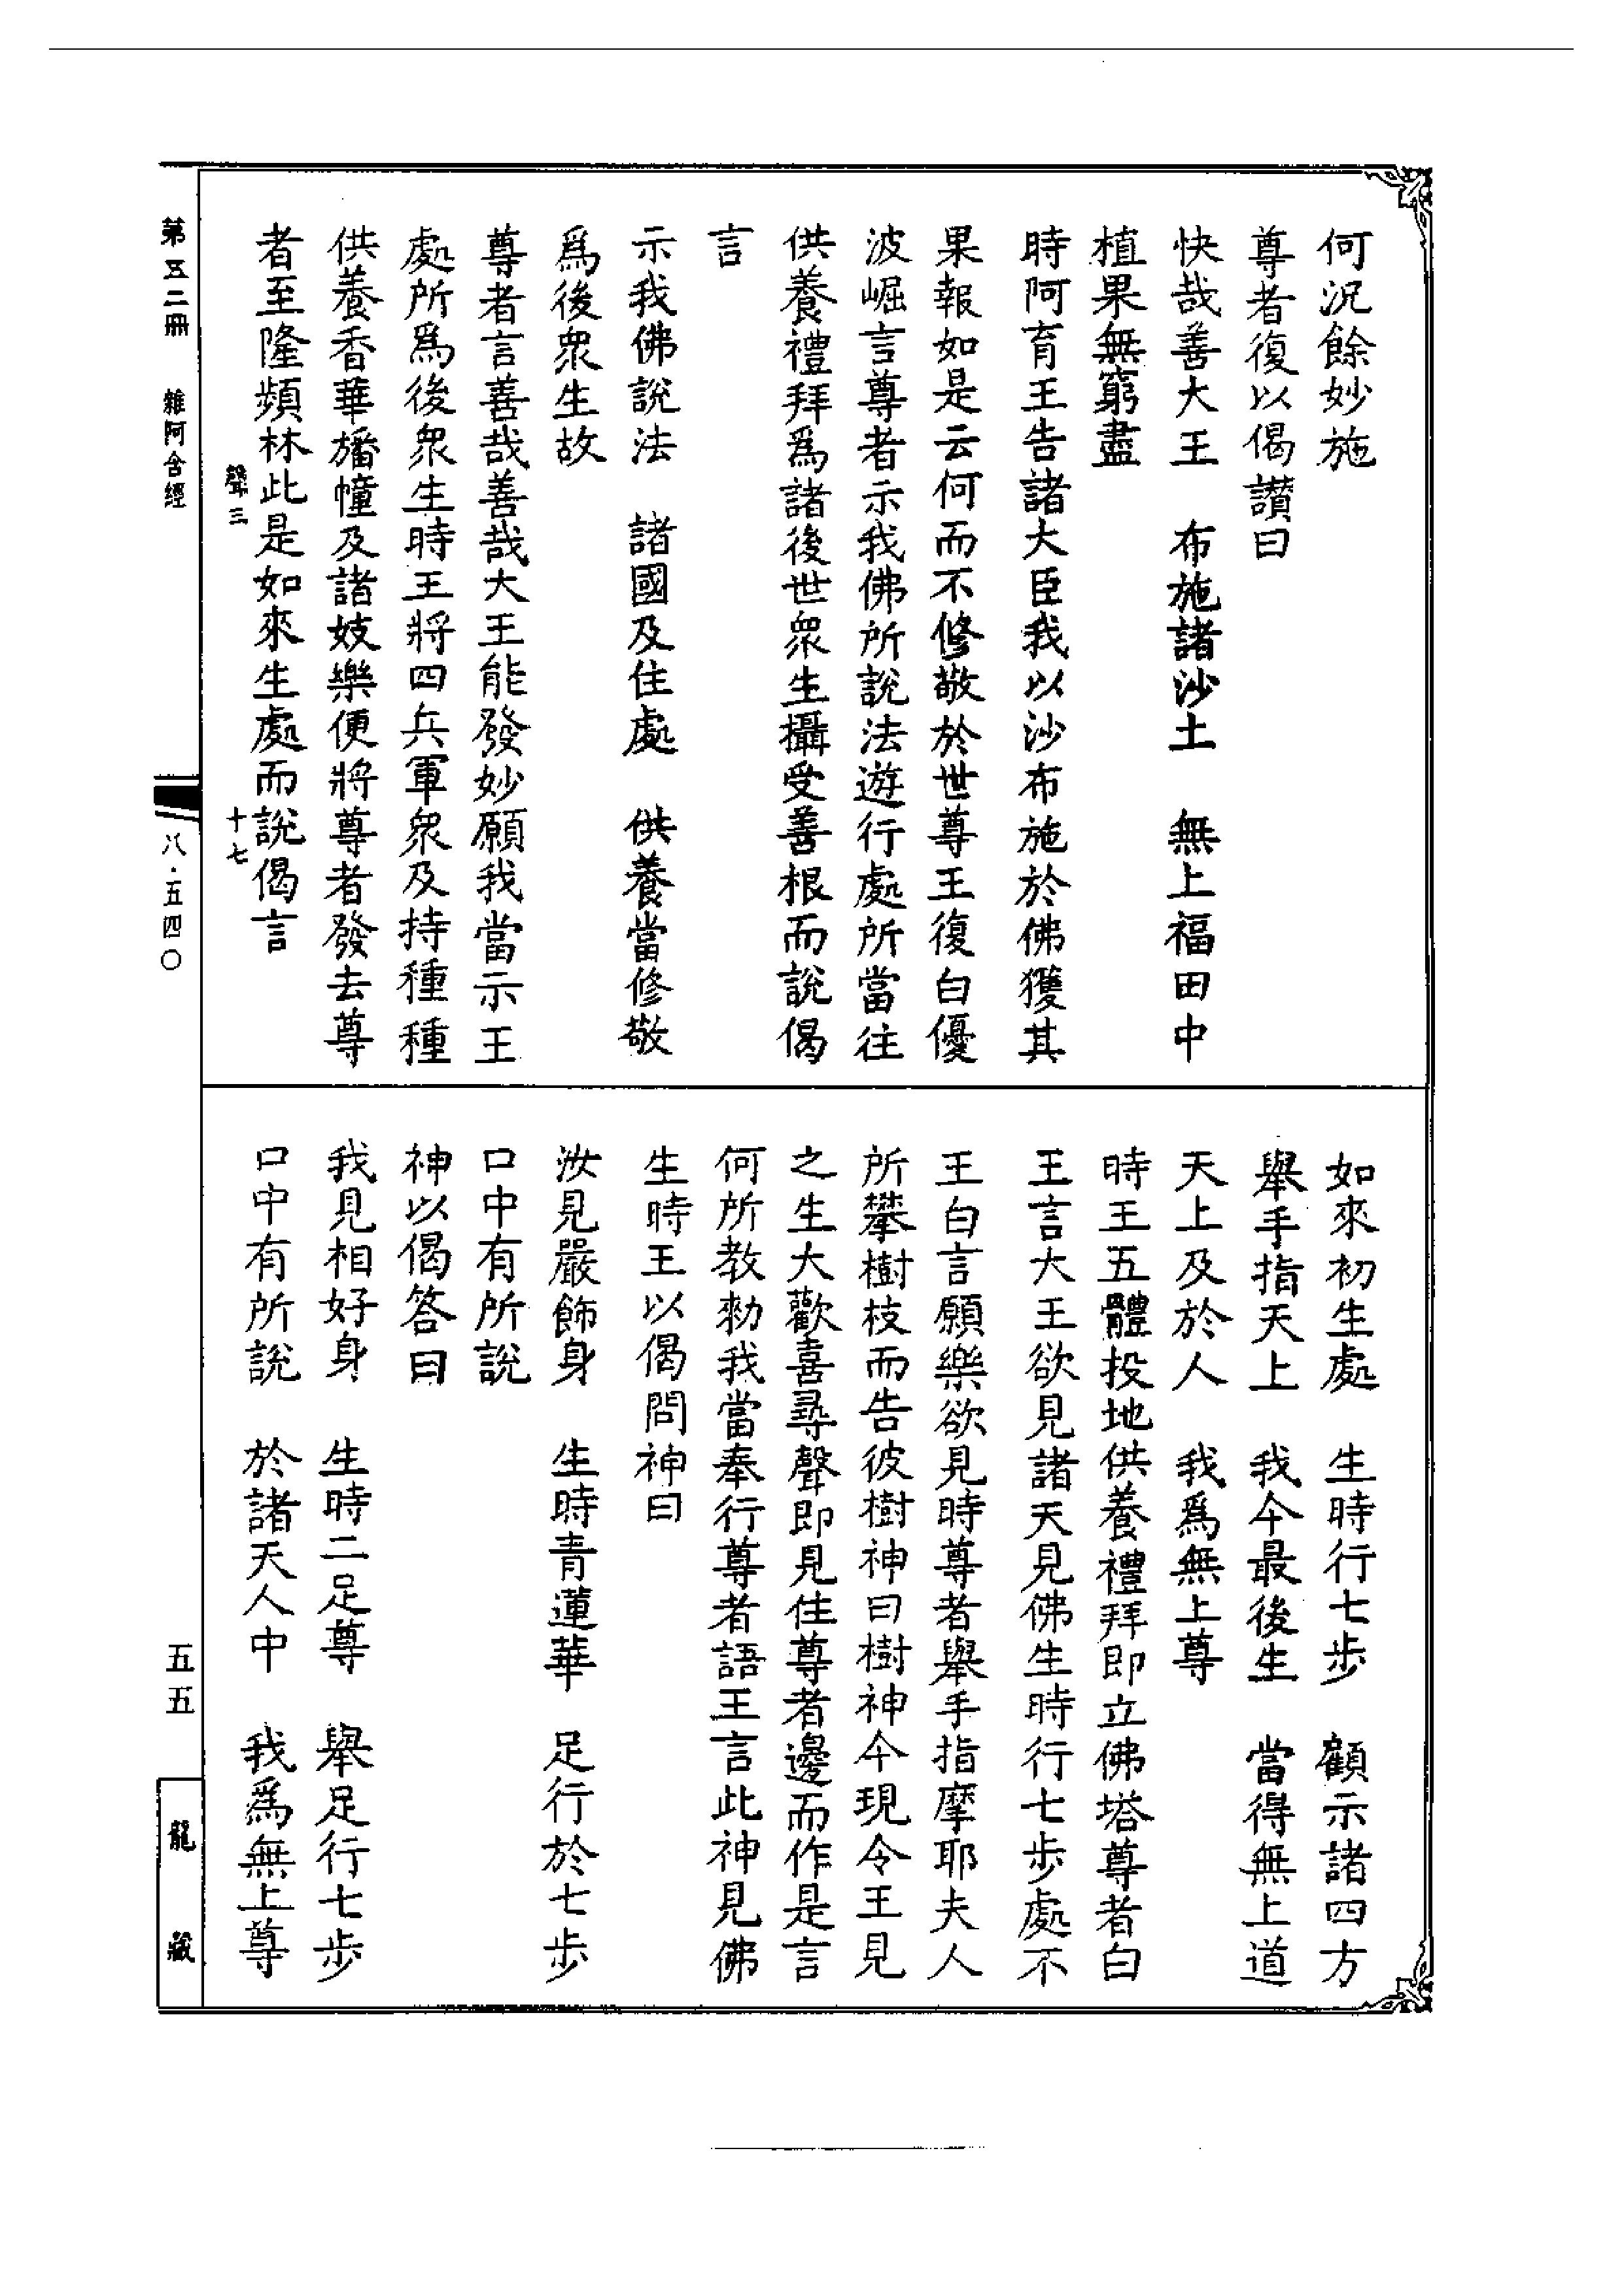 何況餘妙施
尊者復以偈讃曰
快哉善大王　布施諸沙土　無上福田中
植果無窮盡
時阿育王告諸大臣我以沙布施於佛獲其
果報如是云何而不修敬於世尊王復白優
波崛言尊者示我佛所說法遊行處所當往
供養禮拜爲諸後世衆生攝受善根而說偈
言
示我佛說法　諸國及住處　供養當修敬
爲後衆生故
尊者言善哉善哉大王能發妙願我當示王
處所爲後衆生時王將四兵軍衆及持種種
供養香華旛幢及諸妓樂便將尊者發去尊
者至隆頻林此是如來生處而說偈言
聲三　十七
如來初生處　生時行七步　顧示諸四方
舉手指天上　我今最後生　當得無上道
天上及於人　我爲無上尊
時王五體投地供養禮拜即立佛塔尊者白
王言大王欲見諸天見佛生時行七步處不
王白言願樂欲見時尊者舉手指摩耶夫人
所攀樹枝而告彼樹神曰樹神今現令王見
之生大歡喜尋聲即見住尊者邊而作是言
何所教勑我當奉行尊者語王言此神見佛
生時王以偈問神曰
汝見嚴飾身　生時青蓮華　足行於七步
口中有所說
神以偈答曰
我見相好身　生時二足尊　舉足行七步
口中有所說　於諸天人中　我爲無上尊
第五二冊　雜阿含經　八・五四〇　五五　龍藏